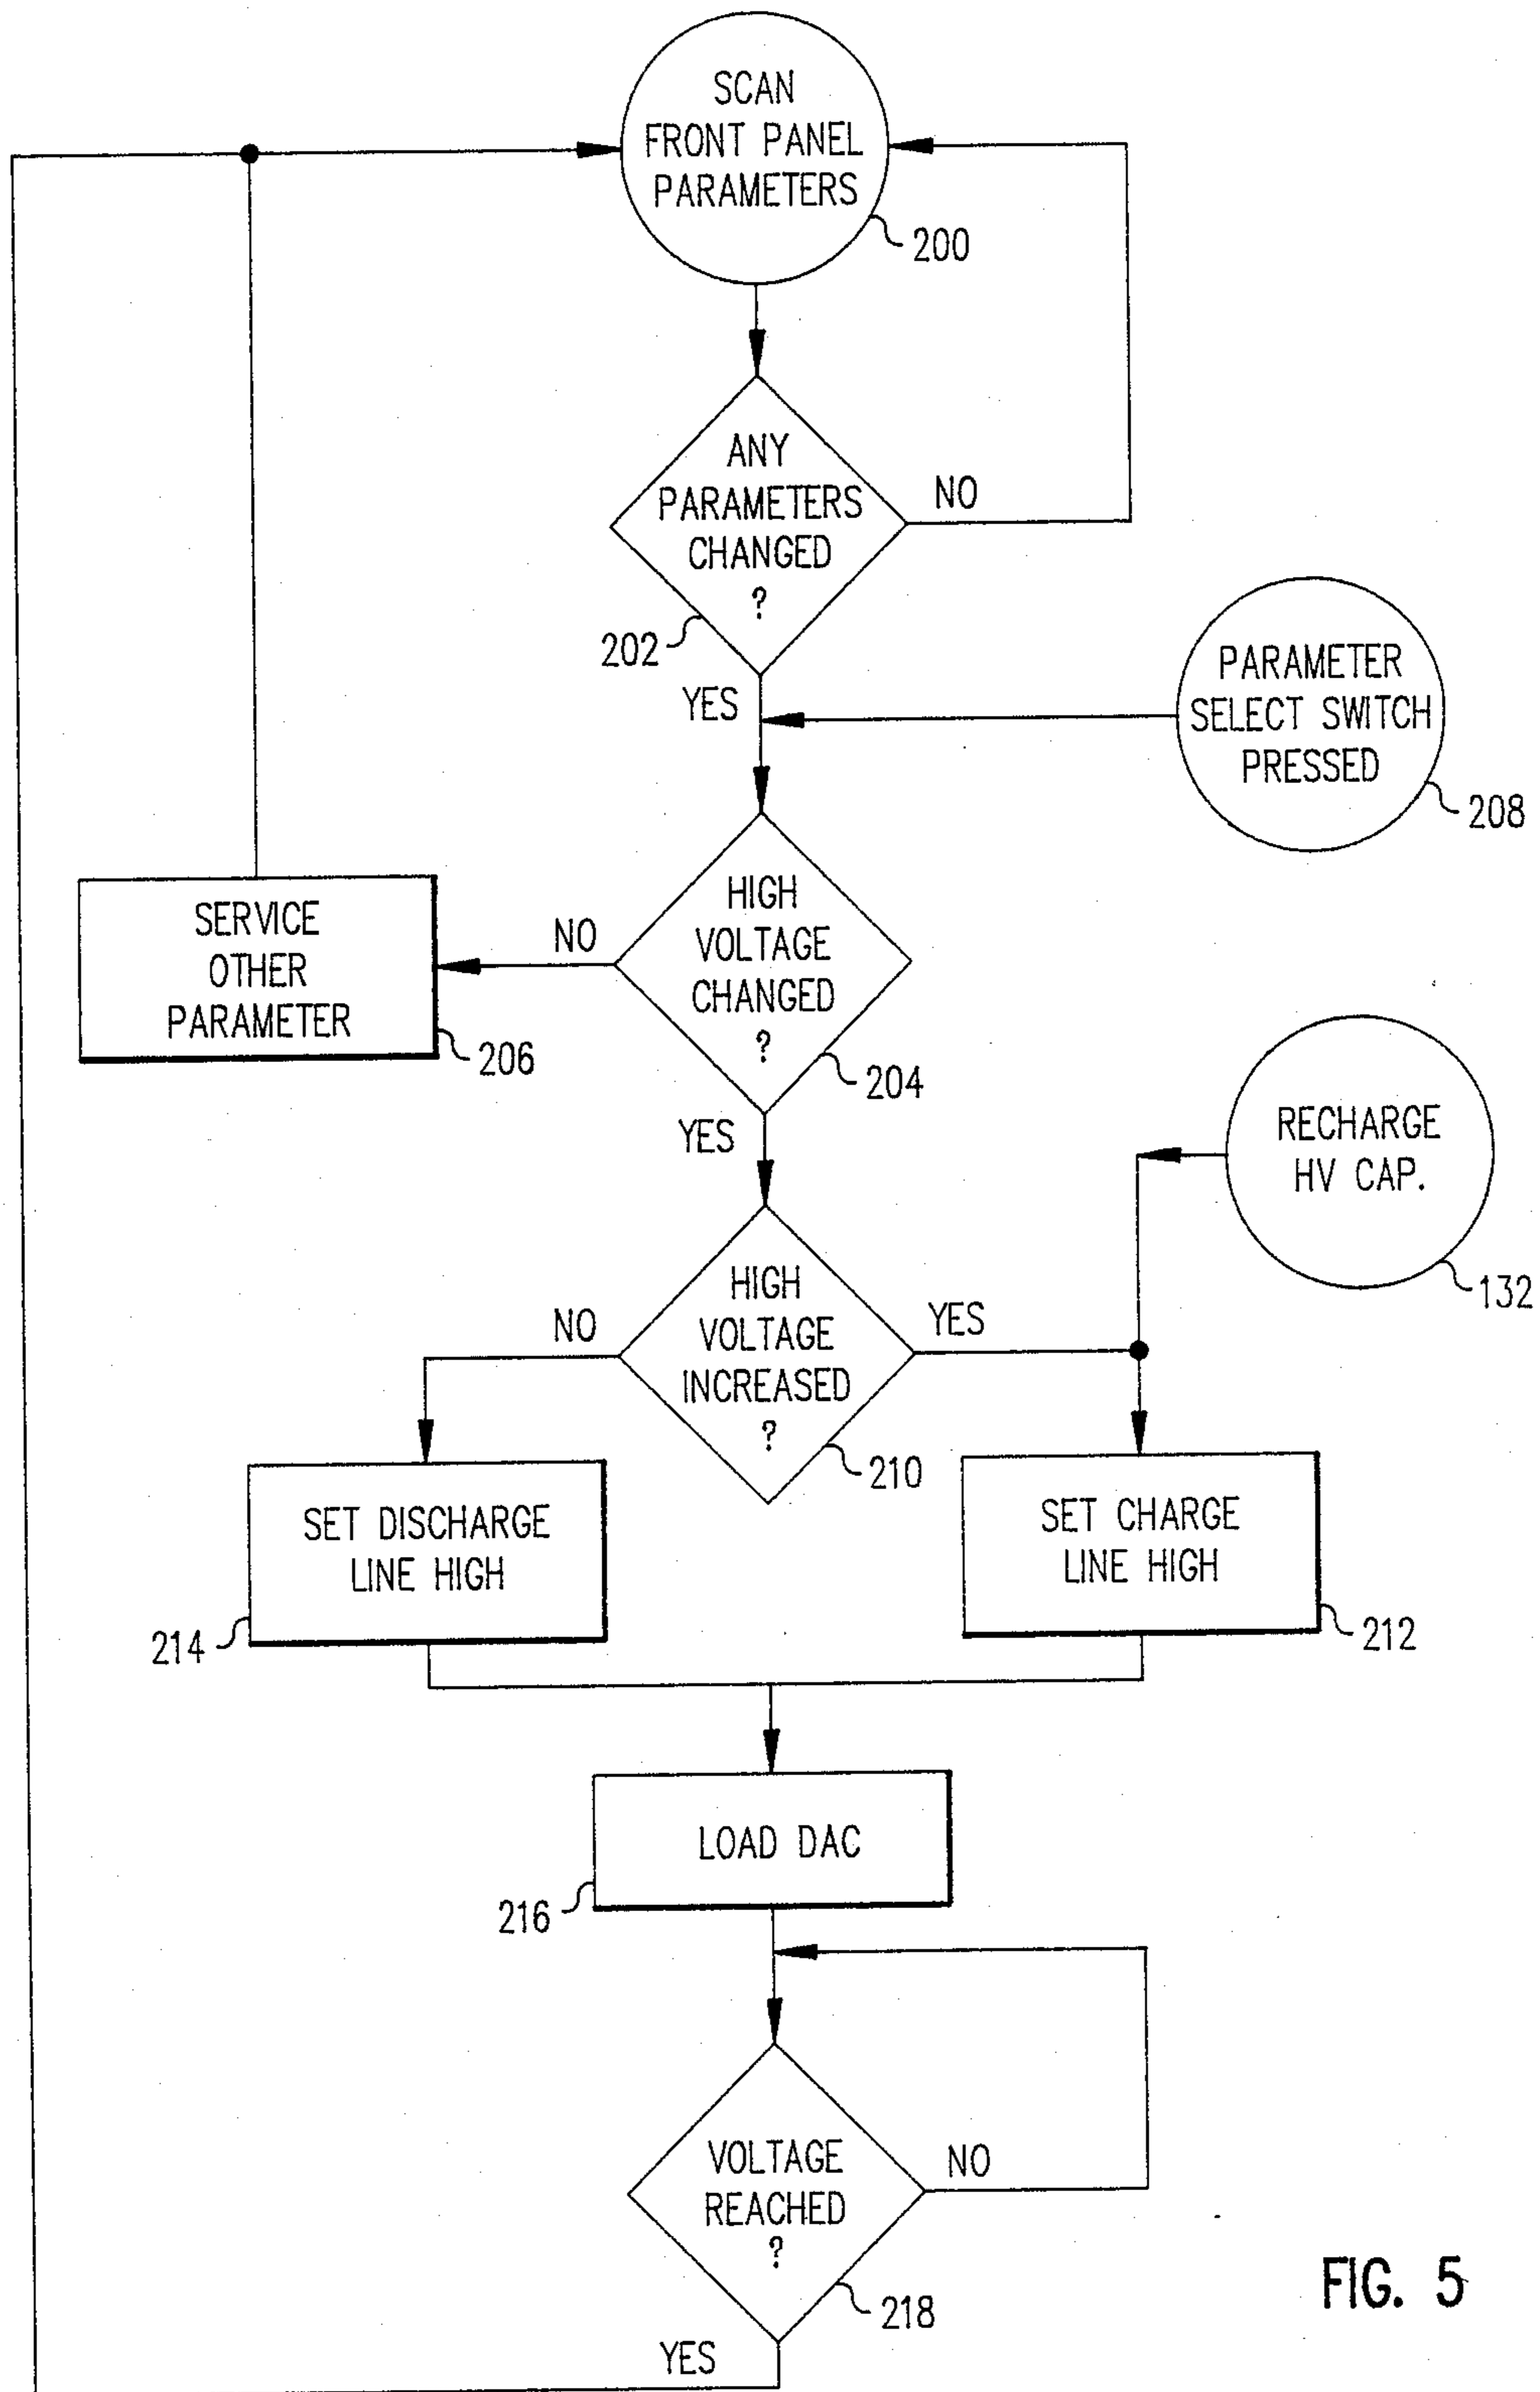 SCAN
FRONT PANEL
PARAMETERS
200
ANY
PARAMETERS
CHANGED
?
NO
202
YES
PARAMETER
SELECT SWITCH
PRESSED
208
HIGH
VOLTAGE
CHANGED
?
NO
204
SERVICE
OTHER
PARAMETER
206
YES
RECHARGE
HV CAP.
132
HIGH
VOLTAGE
INCREASED
?
NO
YES
210
SET DISCHARGE
LINE HIGH
214
SET CHARGE
LINE HIGH
212
LOAD DAC
216
VOLTAGE
REACHED
?
NO
218
YES
FIG. 5